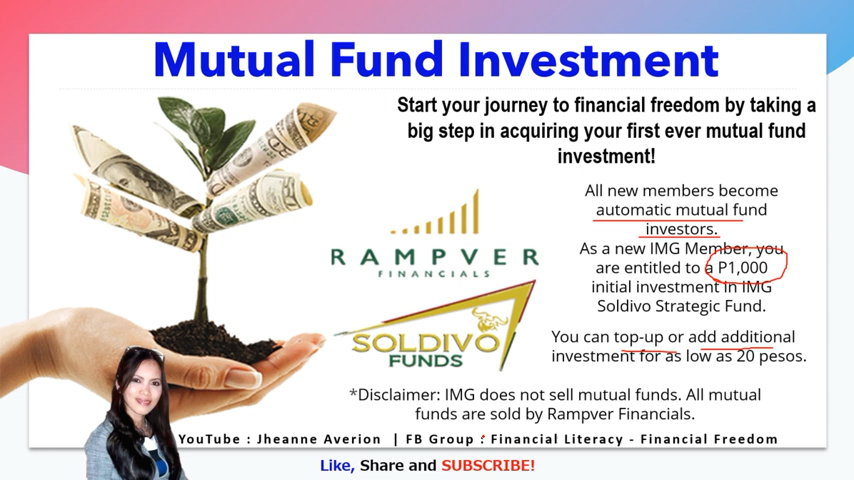 Mutual Fund Investment
Start your journey to financial freedom by taking a
big step in acquiring your first ever mutual fund
investment!
All new members become
automatic mutual fund
investors.
As a new IMG Member, you
are entitled to a P1,000
initial investment in IMG
Soldivo Strategic Fund.
RAMPVER
FINANCIALS
SOLDIVO
FUNDS
You can top-up or add additional
investment for as low as 20 pesos.
*Disclaimer: IMG does not sell mutual funds. All mutual
funds are sold by Rampver Financials.
YouTube : Jheanne Averion | FB Group : Financial Literacy - Financial Freedom
Like, Share and SUBSCRIBE!